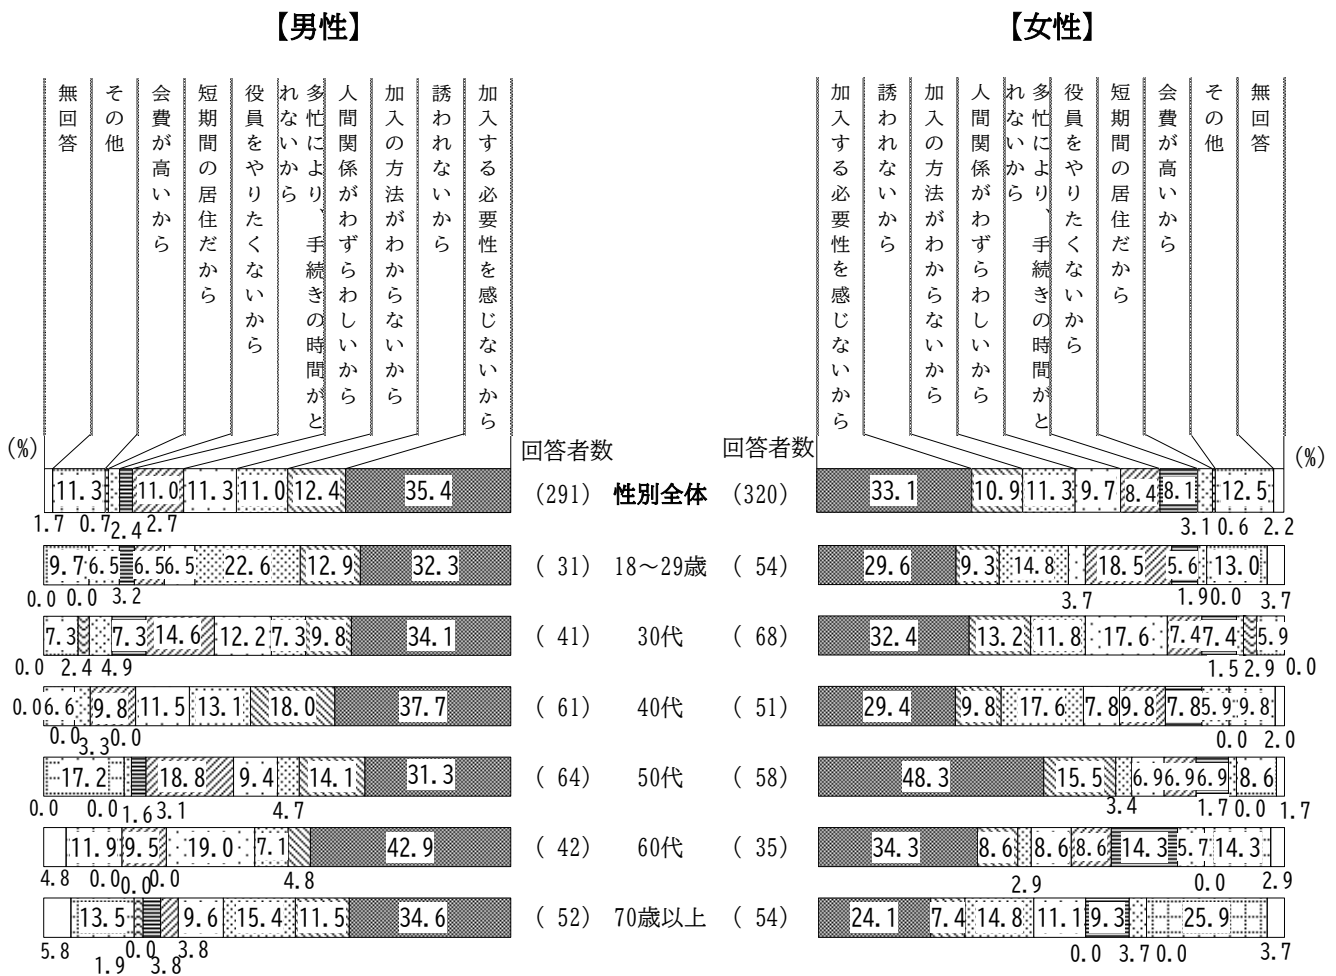 【男性】
【女性】
無回答
その他
会費が高いから
短期間の居住だから
役員をやりたくないから
多忙により、手続きの時間がと
れないから
人間関係がわずらわしいから
加入の方法がわからないから
誘われないから
加入する必要性を感じないから
加入する必要性を感じないから
誘われないから
加入の方法がわからないから
人間関係がわずらわしいから
多忙により、手続きの時間がと
れないから
役員をやりたくないから
短期間の居住だから
会費が高いから
その他
無回答
(%) 回答者数 回答者数 (%)
11.3 11.0 11.3 11.0 12.4 35.4 (291) 性別全体 (320) 33.1 10.9 11.3 9.7 8.4 8.1 12.5
1.7 0.7 2.4 2.7 3.1 0.6 2.2
9.7 6.5 6.5 6.5 22.6 12.9 32.3 ( 31) 18～29歳 ( 54) 29.6 9.3 14.8 18.5 5.6 13.0
0.0 0.0 3.2 3.7 1.9 0.0 3.7
7.3 7.3 14.6 12.2 7.3 9.8 34.1 ( 41) 30代 ( 68) 32.4 13.2 11.8 17.6 7.4 7.4 5.9
0.0 2.4 4.9 1.5 2.9 0.0
0.0 6.6 9.8 11.5 13.1 18.0 37.7 ( 61) 40代 ( 51) 29.4 9.8 17.6 7.8 9.8 7.8 5.9 9.8
0.0 3.3 0.0 0.0 2.0
17.2 18.8 9.4 14.1 31.3 ( 64) 50代 ( 58) 48.3 15.5 6.9 6.9 6.9 8.6
0.0 0.0 1.6 3.1 4.7 3.4 1.7 0.0 1.7
11.9 9.5 19.0 7.1 42.9 ( 42) 60代 ( 35) 34.3 8.6 8.6 8.6 14.3 5.7 14.3
4.8 0.0 0.0 0.0 4.8 2.9 0.0 2.9
13.5 9.6 15.4 11.5 34.6 ( 52) 70歳以上 ( 54) 24.1 7.4 14.8 11.1 9.3 25.9
5.8 1.9 0.0 3.8 3.8 0.0 3.7 0.0 3.7